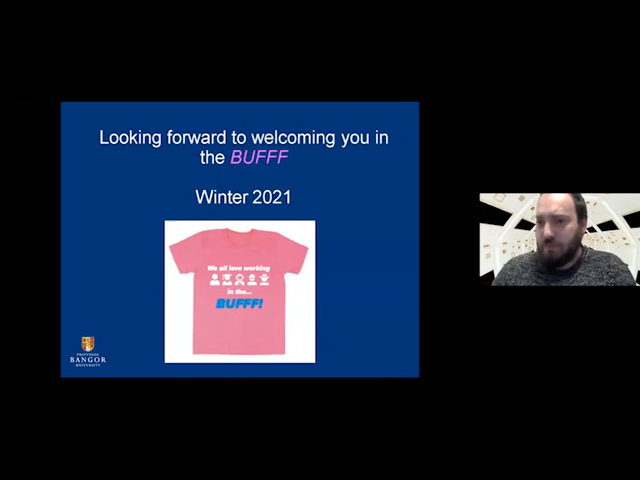 Looking forward to welcoming you in
the BUFFF
Winter 2021
We all love working
in the...
BUFFF!
PRIFYSGOL
BANGOR
UNIVERSITY